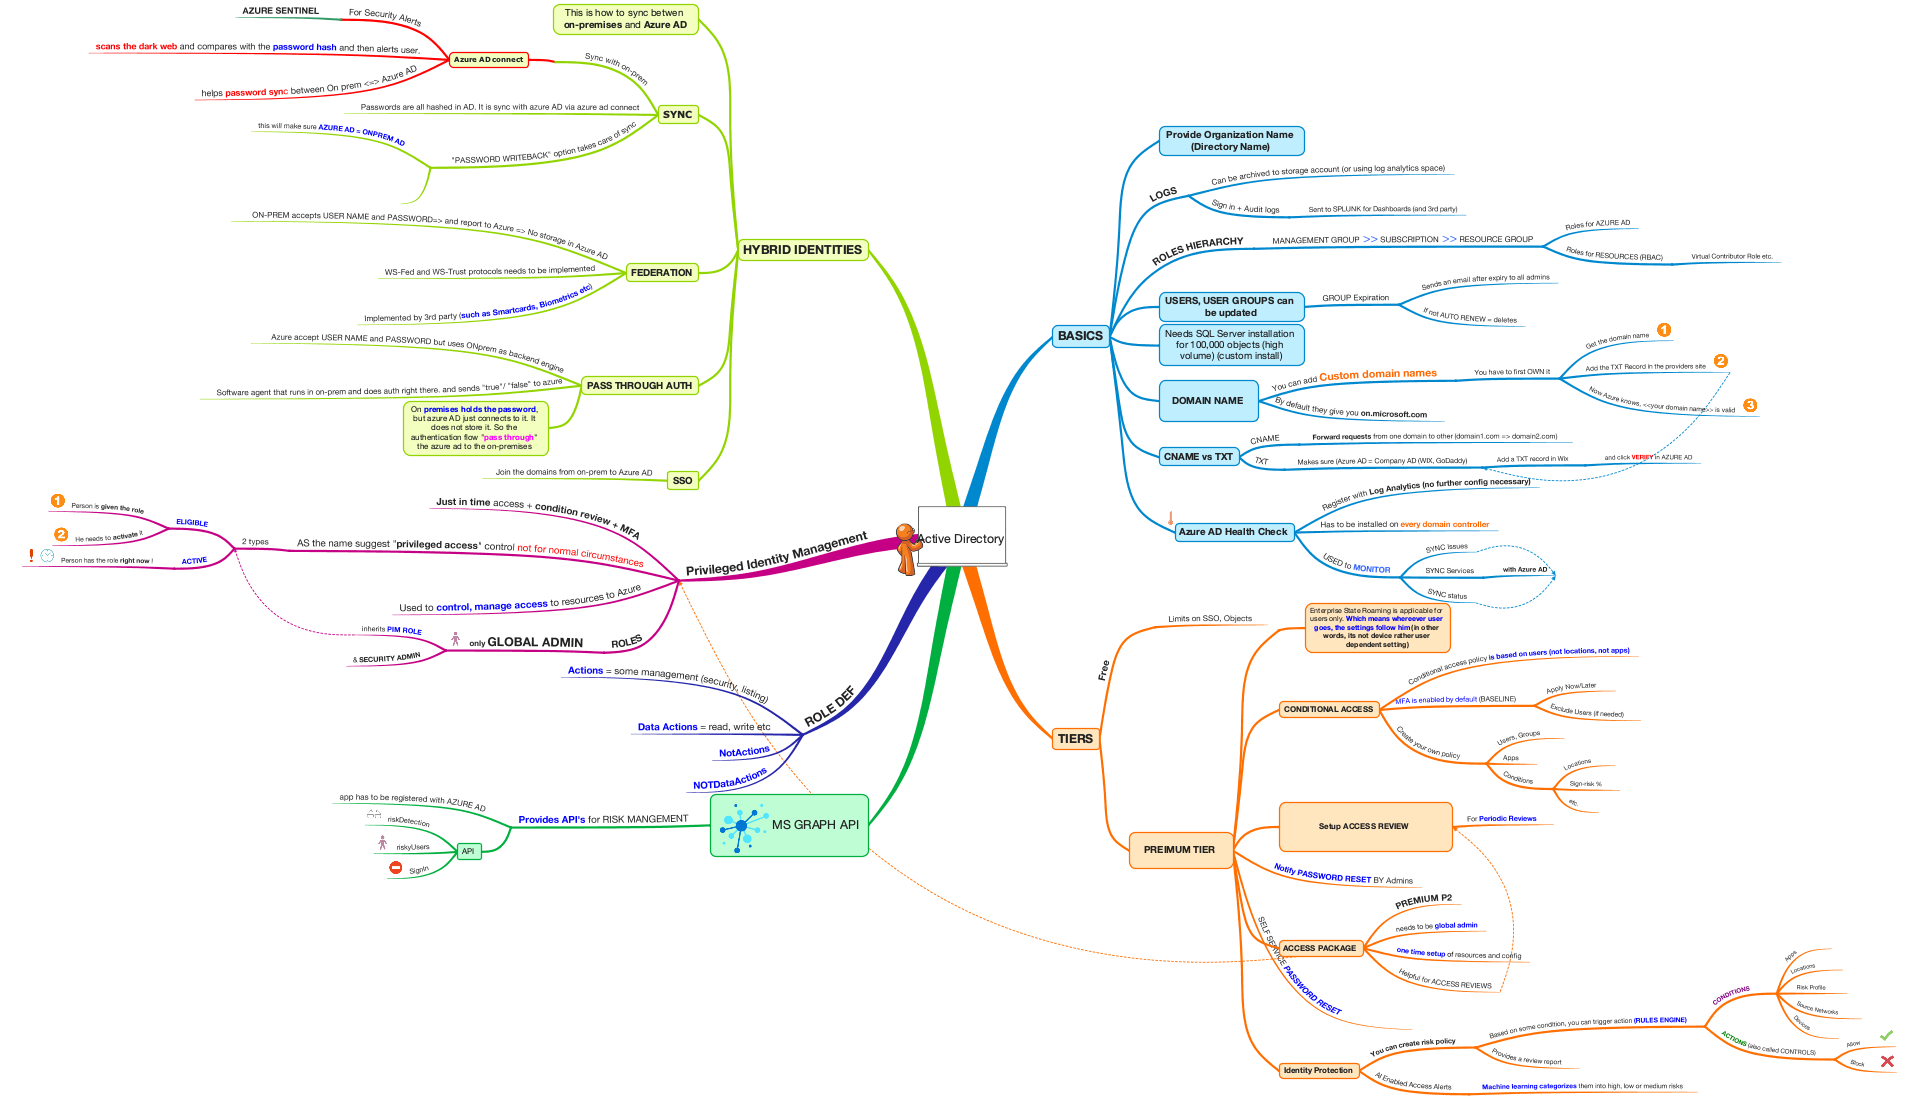 Active Directory
HYBRID IDENTITIES
This is how to sync betwen
on-premises and Azure AD
SYNC
Sync with on-prem
Azure AD connect
For Security Alerts
AZURE SENTINEL
scans the dark web and compares with the password hash and then alerts user.
helps password sync between On prem <=> Azure AD
Passwords are all hashed in AD. It is sync with azure AD via azure ad connect
"PASSWORD WRITEBACK" option takes care of sync
this will make sure AZURE AD = ONPREM AD
FEDERATION
ON-PREM accepts USER NAME and PASSWORD=> and report to Azure => No storage in Azure AD
WS-Fed and WS-Trust protocols needs to be implemented
Implemented by 3rd party (such as Smartcards, Biometrics etc)
PASS THROUGH AUTH
Azure accept USER NAME and PASSWORD but uses ONprem as backend engine
Software agent that runs in on-prem and does auth right there. and sends "true"/ "false" to azure
On premises holds the password,
but azure AD just connects to it. It
does not store it. So the
authentication flow "pass through"
the azure ad to the on-premises
SSO
Join the domains from on-prem to Azure AD
Privileged Identity Management
Just in time access + condition review + MFA
AS the name suggest "privileged access" control not for normal circumstances
2 types
ELIGIBLE
1
Person is given the role
2
He needs to activate it
ACTIVE
Person has the role right now !
Used to control, manage access to resources to Azure
ROLES
only GLOBAL ADMIN
inherits PIM ROLE
& SECURITY ADMIN
ROLE DEF
Actions = some management (security, listing)
Data Actions = read, write etc
NotActions
NOTDataActions
MS GRAPH API
Provides API's for RISK MANGEMENT
app has to be registered with AZURE AD
API
riskDetection
riskyUsers
SignIn
BASICS
Provide Organization Name
(Directory Name)
LOGS
Can be archived to storage account (or using log analytics space)
Sign in + Audit logs
Sent to SPLUNK for Dashboards (and 3rd party)
ROLES HIERARCHY
MANAGEMENT GROUP >> SUBSCRIPTION >> RESOURCE GROUP
Roles for AZURE AD
Roles for RESOURCES (RBAC)
Virtual Contributor Role etc.
USERS, USER GROUPS can
be updated
GROUP Expiration
Sends an email after expiry to all admins
If not AUTO RENEW = deletes
Needs SQL Server installation
for 100,000 objects (high
volume) (custom install)
DOMAIN NAME
You can add Custom domain names
You have to first OWN it
Get the domain name
1
Add the TXT Record in the providers site
2
Now Azure knows, <<your domain name>> is valid
3
By default they give you on.microsoft.com
CNAME vs TXT
CNAME
Forward requests from one domain to other (domain1.com => domain2.com)
TXT
Makes sure (Azure AD = Company AD (WIX, GoDaddy)
Add a TXT record in Wix
and click VERIFY in AZURE AD
Azure AD Health Check
Register with Log Analytics (no further config necessary)
Has to be installed on every domain controller
USED to MONITOR
SYNC Issues
SYNC Services
with Azure AD
SYNC status
TIERS
Free
Limits on SSO, Objects
PREIMUM TIER
Enterprise State Roaming is applicable for
users only. Which means whereever user
goes, the settings follow him (in other
words, its not device rather user
dependent setting)
CONDITIONAL ACCESS
Conditional access policy is based on users (not locations, not apps)
MFA is enabled by default (BASELINE)
Apply Now/Later
Exclude Users (if needed)
Create your own policy
Users, Groups
Apps
Conditions
Locations
Sign-risk %
etc.
Setup ACCESS REVIEW
For Periodic Reviews
Notify PASSWORD RESET BY Admins
ACCESS PACKAGE
PREMIUM P2
needs to be global admin
one time setup of resources and config
Helpful for ACCESS REVIEWS
SELF SERVICE PASSWORD RESET
Identity Protection
You can create risk policy
Based on some condition, you can trigger action (RULES ENGINE)
CONDITIONS
Apps
Locations
Risk Profile
Source Networks
Devices
ACTIONS (also called CONTROLS)
Allow
Block
Provides a review report
AI Enabled Access Alerts
Machine learning categorizes them into high, low or medium risks